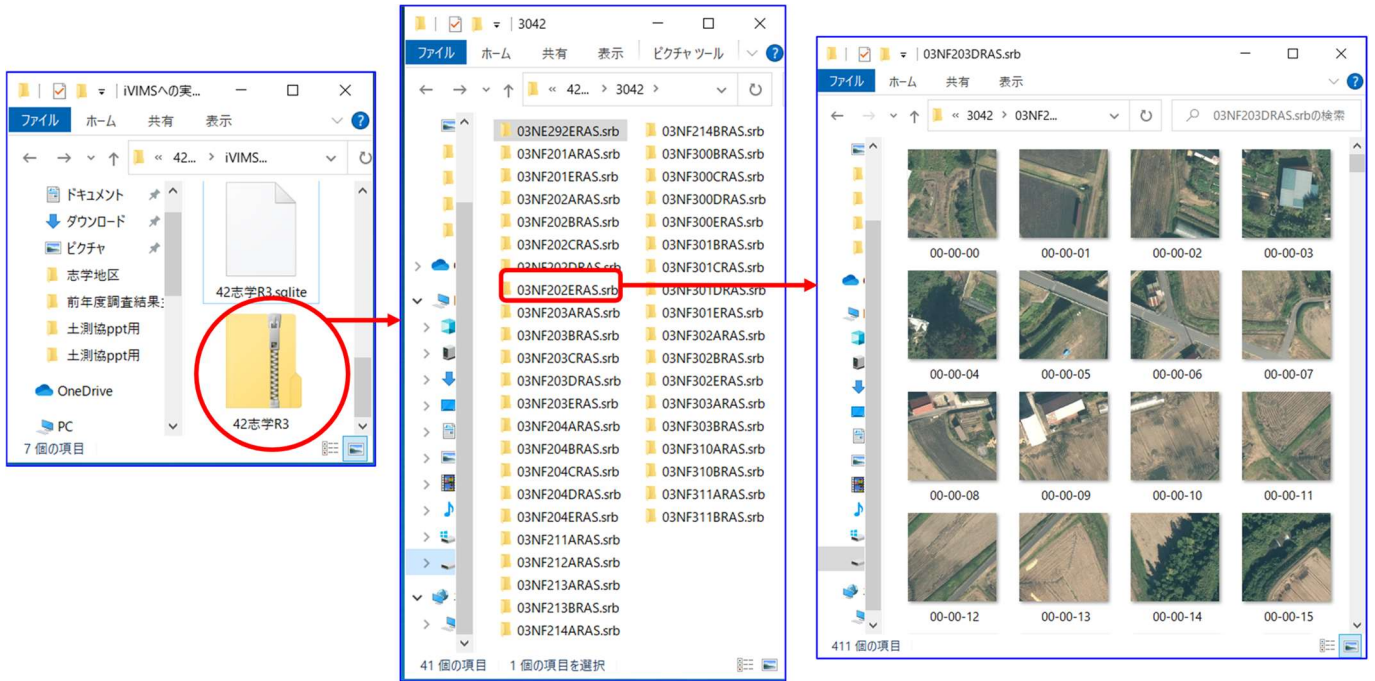 iVIMSへの実...
ファイル ホーム 共有 表示
« 42... > iVIMS...
ドキュメント
ダウンロード
ピクチャ
志学地区
前年度調査結果
土測協ppt用
土測協ppt用
OneDrive
PC
42志学R3.sqlite
42志学R3
7 個の項目
3042
ファイル ホーム 共有 表示 ピクチャ ツール
« 42... > 3042 >
03NE292ERAS.srb
03NF201ARAS.srb
03NF201ERAS.srb
03NF202ARAS.srb
03NF202BRAS.srb
03NF202CRAS.srb
03NF202DRAS.srb
03NF202ERAS.srb
03NF203ARAS.srb
03NF203BRAS.srb
03NF203CRAS.srb
03NF203DRAS.srb
03NF203ERAS.srb
03NF204ARAS.srb
03NF204BRAS.srb
03NF204CRAS.srb
03NF204DRAS.srb
03NF204ERAS.srb
03NF211ARAS.srb
03NF212ARAS.srb
03NF213ARAS.srb
03NF213BRAS.srb
03NF214ARAS.srb
03NF214BRAS.srb
03NF300BRAS.srb
03NF300CRAS.srb
03NF300DRAS.srb
03NF300ERAS.srb
03NF301BRAS.srb
03NF301CRAS.srb
03NF301DRAS.srb
03NF301ERAS.srb
03NF302ARAS.srb
03NF302BRAS.srb
03NF302ERAS.srb
03NF303ARAS.srb
03NF303BRAS.srb
03NF310ARAS.srb
03NF310BRAS.srb
03NF311ARAS.srb
03NF311BRAS.srb
41 個の項目 1 個の項目を選択
03NF203DRAS.srb
ファイル ホーム 共有 表示
« 3042 > 03NF2... 03NF203DRAS.srbの検索
00-00-00 00-00-01 00-00-02 00-00-03
00-00-04 00-00-05 00-00-06 00-00-07
00-00-08 00-00-09 00-00-10 00-00-11
00-00-12 00-00-13 00-00-14 00-00-15
411 個の項目